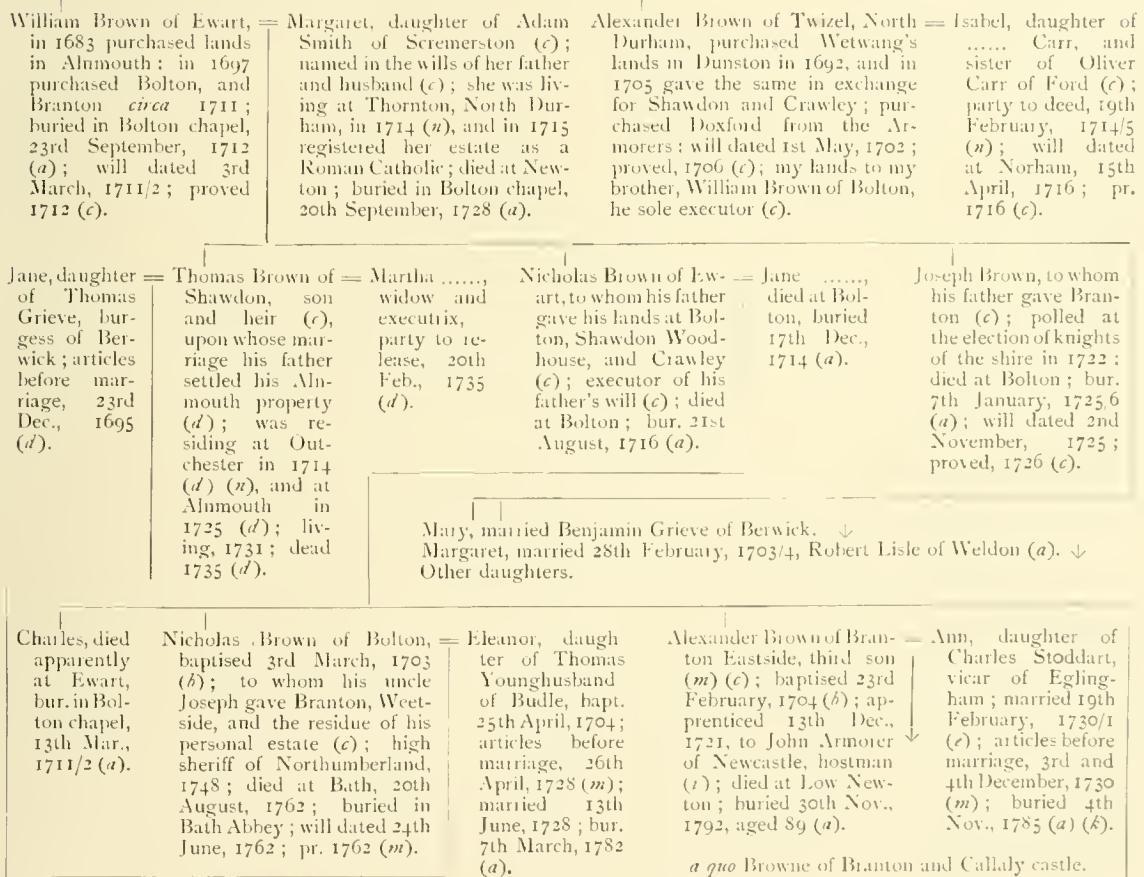 William Brown of Ewart,
in 1683 purchased lands
in Alnmouth : in 1697
purchased Bolton, and
Branton circa 1711 ;
buried in Bolton chapel,
23rd September, 1712
(a) ; will dated 3rd
March, 1711/2 ; proved
1712 (c).
= Margaret, daughter of Adam
Smith of Scremerston (c) ;
named in the wills of her father
and husband (c) ; she was liv-
ing at Thornton, North Dur-
ham, in 1714 (n), and in 1715
registered her estate as a
Roman Catholic ; died at New-
ton ; buried in Bolton chapel,
20th September, 1728 (a).
Alexander Brown of Twizel, North
Durham, purchased Wetwang's
lands in Dunston in 1692, and in
1705 gave the same in exchange
for Shawdon and Crawley ; pur-
chased Doxford from the Ar-
morers : will dated 1st May, 1702 ;
proved, 1706 (c) ; my lands to my
brother, William Brown of Bolton,
he sole executor (c).
= Isabel, daughter of
...... Carr, and
sister of Oliver
Carr of Ford (c) ;
party to deed, 19th
February, 1714/5
(n) ; will dated
at Norham, 15th
April, 1716 ; pr.
1716 (c).
Jane, daughter
of Thomas
Grieve, bur-
gess of Ber-
wick ; articles
before mar-
riage, 23rd
Dec., 1695
(d).
= Thomas Brown of
Shawdon, son
and heir (c),
upon whose mar-
riage his father
settled his Aln-
mouth property
(d) ; was re-
siding at Out-
chester in 1714
(d) (n), and at
Alnmouth in
1725 (d) ; liv-
ing, 1731 ; dead
1735 (d).
= Martha ......,
widow and
executrix,
party to re-
lease, 20th
Feb., 1735
(d).
Nicholas Brown of Ew-
art, to whom his father
gave his lands at Bol-
ton, Shawdon Wood-
house, and Crawley
(c) ; executor of his
father's will (c) ; died
at Bolton ; bur. 21st
August, 1716 (a).
= Jane ......,
died at Bol-
ton, buried
17th Dec.,
1714 (a).
Joseph Brown, to whom
his father gave Bran-
ton (c) ; polled at
the election of knights
of the shire in 1722 :
died at Bolton ; bur.
7th January, 1725/6
(a) ; will dated 2nd
November, 1725 ;
proved, 1726 (c).
Mary, married Benjamin Grieve of Berwick. ↓
Margaret, married 28th February, 1703/4, Robert Lisle of Weldon (a). ↓
Other daughters.
Charles, died
apparently
at Ewart,
bur. in Bol-
ton chapel,
13th Mar.,
1711/2 (a).
Nicholas Brown of Bolton,
baptised 3rd March, 1703
(h) ; to whom his uncle
Joseph gave Branton, West-
side, and the residue of his
personal estate (c) ; high
sheriff of Northumberland,
1748 ; died at Bath, 20th
August, 1762 ; buried in
Bath Abbey ; will dated 24th
June, 1762 ; pr. 1762 (m).
= Eleanor, daugh
ter of Thomas
Younghusband
of Budle, bapt.
25th April, 1704 ;
articles before
marriage, 26th
April, 1728 (m) ;
married 13th
June, 1728 ; bur.
7th March, 1782
(a).
Alexander Brown of Bran-
ton Eastside, third son
(m) (c) ; baptised 23rd
February, 1704 (h) ; ap-
prenticed 13th Dec.,
1721, to John Armorer
of Newcastle, hostman
(i) ; died at Low New-
ton ; buried 30th Nov.,
1792, aged 89 (a).
= Ann, daughter of
Charles Stoddart,
vicar of Egling-
ham ; married 19th
February, 1730/1
(e) ; articles before
marriage, 3rd and
4th December, 1730
(m) ; buried 4th
Nov., 1785 (a) (k).
a quo Browne of Branton and Callaly castle.